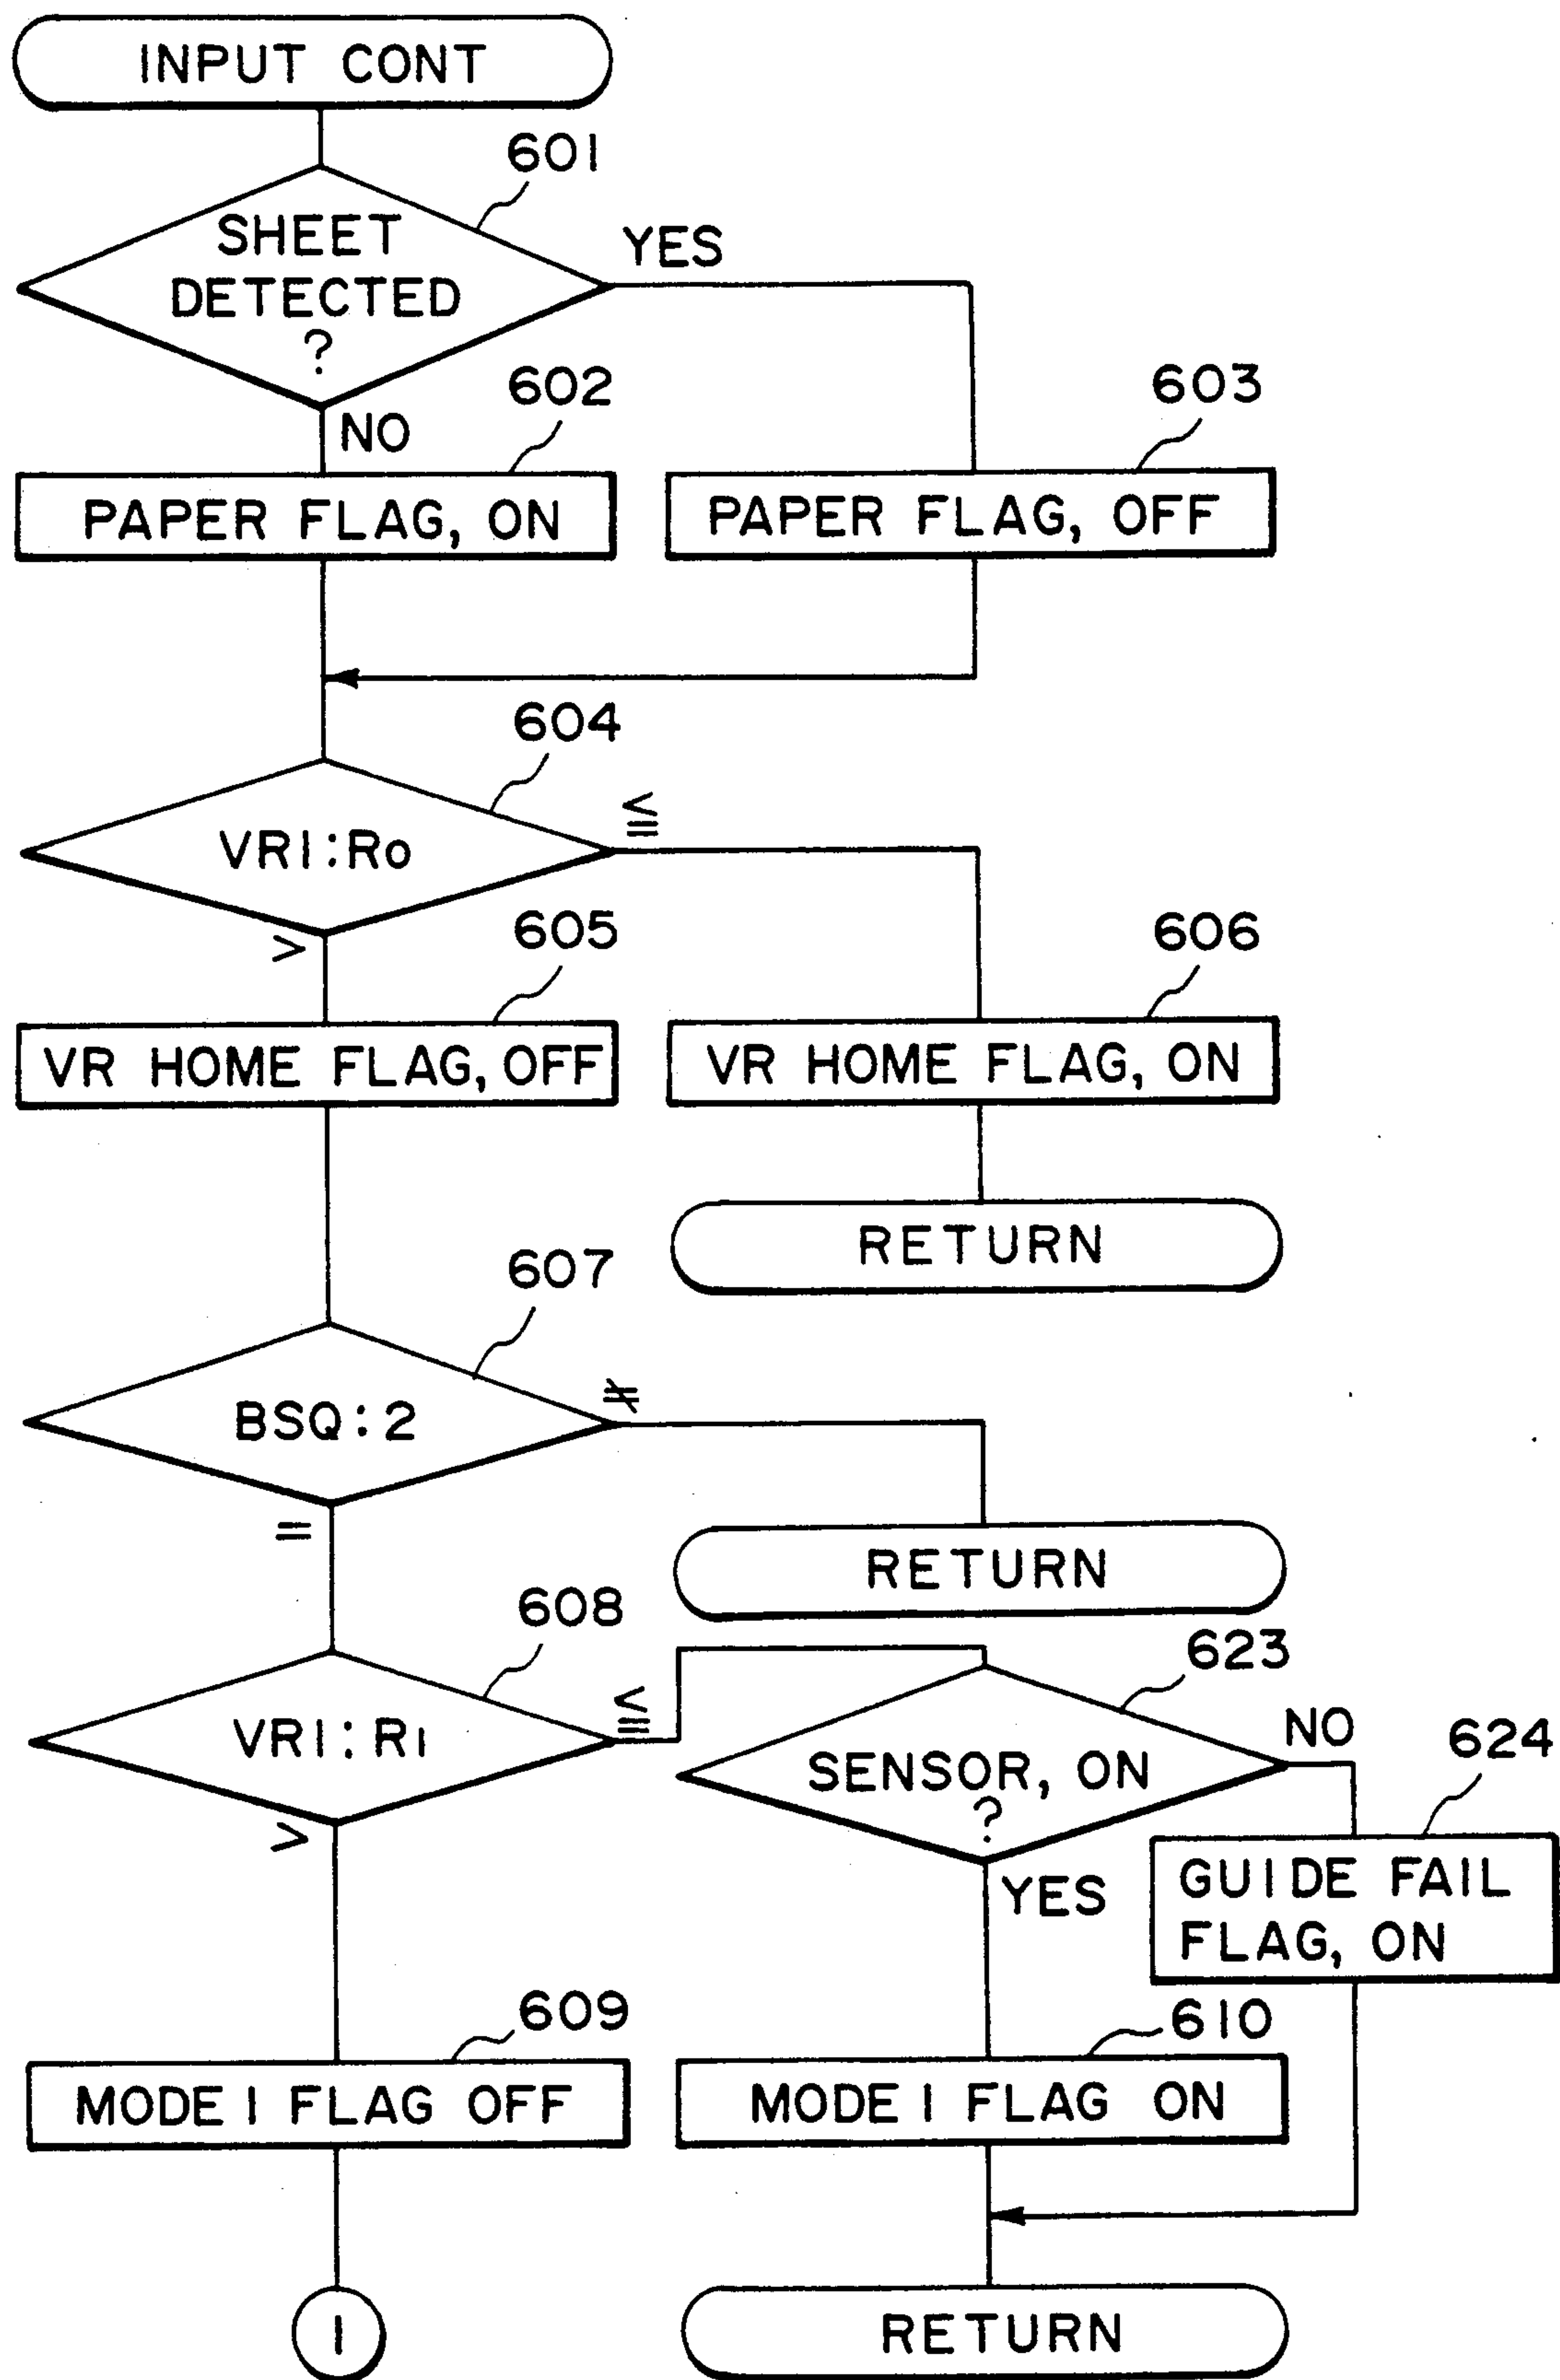 INPUT CONT
601
SHEET
DETECTED
?
YES
NO
602
603
PAPER FLAG, ON
PAPER FLAG, OFF
604
VR1:R0
≦
>
605
606
VR HOME FLAG, OFF
VR HOME FLAG, ON
RETURN
607
BSQ:2
≠
=
RETURN
608
VR1:R1
≦
>
623
SENSOR, ON
?
NO
YES
624
GUIDE FAIL
FLAG, ON
609
610
MODE 1 FLAG OFF
MODE 1 FLAG ON
1
RETURN